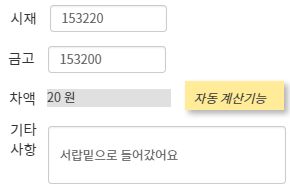 시재 153220
금고 153200
차액 20 원 자동 계산기능
기타
사항
서랍밑으로 들어갔어요